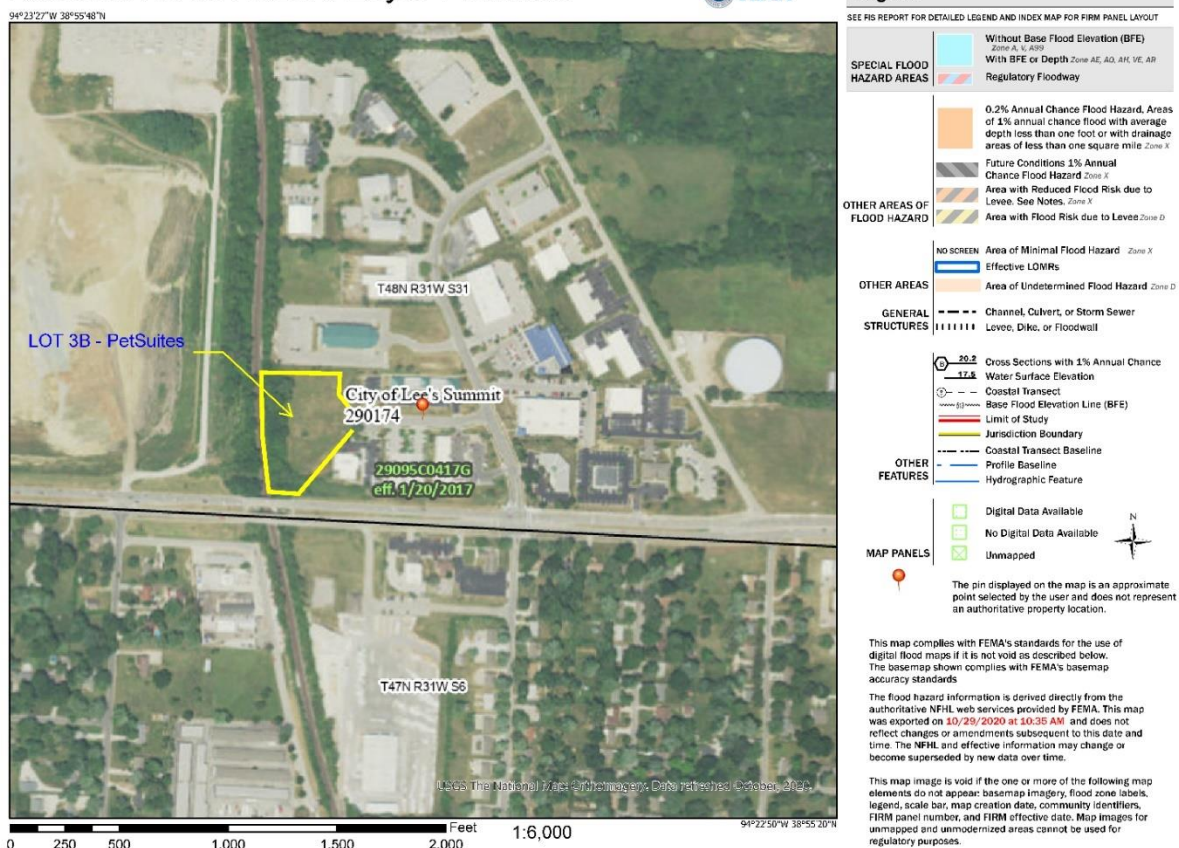 94°23'27"W 38°55'48"N
T48N R31W S31
LOT 3B - PetSuites
City of Lee's Summit
290174
29095C0417G
eff. 1/20/2017
T47N R31W S6
USGS The National Map: Orthoimagery. Data refreshed October, 2020.
0 250 500 1,000 1,500 2,000 Feet
1:6,000
94°22'50"W 38°55'20"N
SEE FIS REPORT FOR DETAILED LEGEND AND INDEX MAP FOR FIRM PANEL LAYOUT
SPECIAL FLOOD
HAZARD AREAS
Without Base Flood Elevation (BFE)
Zone A, V, A99
With BFE or Depth Zone AE, AO, AH, VE, AR
Regulatory Floodway
OTHER AREAS OF
FLOOD HAZARD
0.2% Annual Chance Flood Hazard, Areas
of 1% annual chance flood with average
depth less than one foot or with drainage
areas of less than one square mile Zone X
Future Conditions 1% Annual
Chance Flood Hazard Zone X
Area with Reduced Flood Risk due to
Levee. See Notes. Zone X
Area with Flood Risk due to Levee Zone D
OTHER AREAS
NO SCREEN Area of Minimal Flood Hazard Zone X
Effective LOMRs
Area of Undetermined Flood Hazard Zone D
GENERAL
STRUCTURES
Channel, Culvert, or Storm Sewer
Levee, Dike, or Floodwall
OTHER
FEATURES
B 20.2 Cross Sections with 1% Annual Chance
17.5 Water Surface Elevation
Coastal Transect
513 Base Flood Elevation Line (BFE)
Limit of Study
Jurisdiction Boundary
Coastal Transect Baseline
Profile Baseline
Hydrographic Feature
MAP PANELS
Digital Data Available
No Digital Data Available
Unmapped
N
The pin displayed on the map is an approximate
point selected by the user and does not represent
an authoritative property location.
This map complies with FEMA's standards for the use of
digital flood maps if it is not void as described below.
The basemap shown complies with FEMA's basemap
accuracy standards
The flood hazard information is derived directly from the
authoritative NFHL web services provided by FEMA. This map
was exported on 10/29/2020 at 10:35 AM and does not
reflect changes or amendments subsequent to this date and
time. The NFHL and effective information may change or
become superseded by new data over time.
This map image is void if the one or more of the following map
elements do not appear: basemap imagery, flood zone labels,
legend, scale bar, map creation date, community identifiers,
FIRM panel number, and FIRM effective date. Map images for
unmapped and unmodernized areas cannot be used for
regulatory purposes.